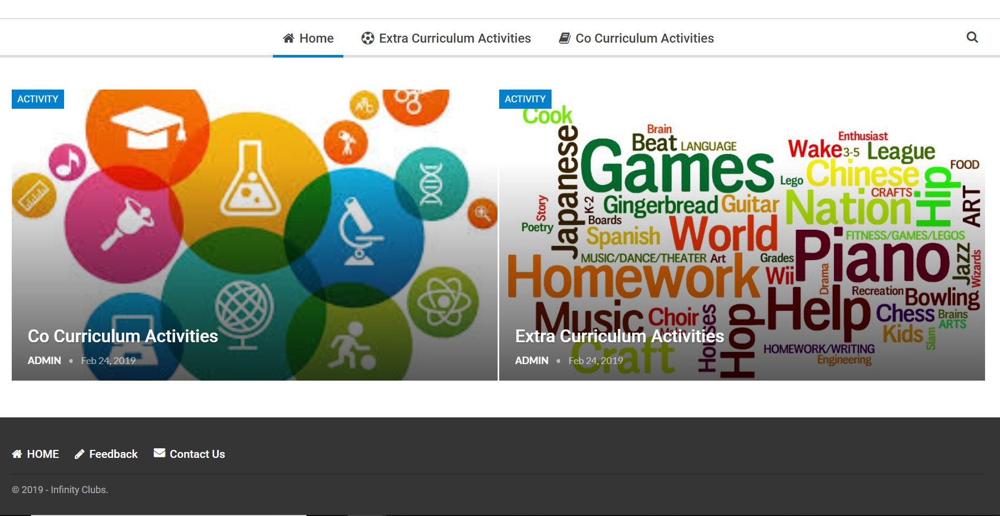 Home Extra Curriculum Activities Co Curriculum Activities
ACTIVITY
Co Curriculum Activities
ADMIN • Feb 24, 2019
ACTIVITY
Cook
Japanese
Brain
Beat LANGUAGE
Games
Enthusiast
Wake 3-5 League
FOOD
Lego Chinese
CRAFTS
Hip
ART
Story
K-2
Gingerbread Guitar Nation
Boards
Poetry
Spanish World
FITNESS/GAMES/LEGOS
Piano
MUSIC/DANCE/THEATER Art Grades
Jazz
Wizards
Homework Wii
Drama
Recreation Bowling
Music Choir
Houses
Hop
Help
Chess Brains
ARTS
Make
Kids
Slam
Craft
HOMEWORK/WRITING
Engineering
Extra Curriculum Activities
ADMIN • Feb 24, 2019
HOME Feedback Contact Us
© 2019 - Infinity Clubs.